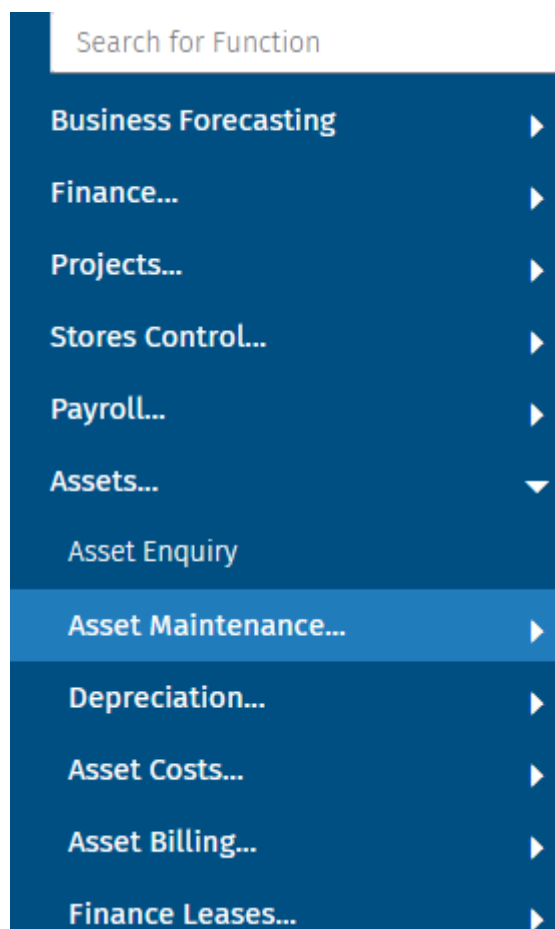 Search for Function
Business Forecasting
Finance...
Projects...
Stores Control...
Payroll...
Assets...
Asset Enquiry
Asset Maintenance...
Depreciation...
Asset Costs...
Asset Billing...
Finance Leases...